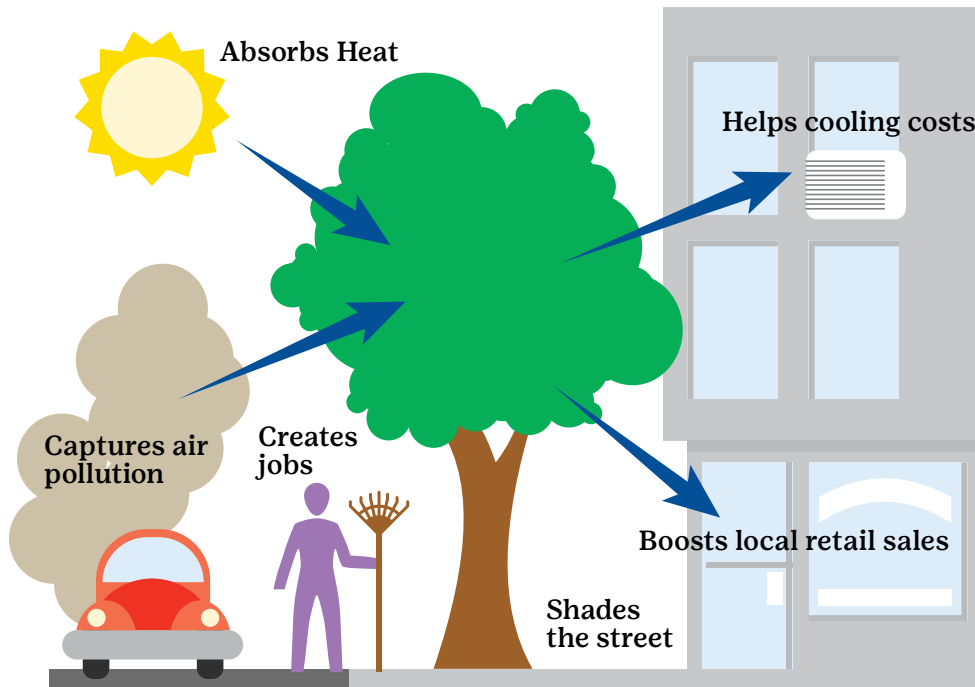 Absorbs Heat
Helps cooling costs
Captures air
pollution
Creates
jobs
Boosts local retail sales
Shades
the street